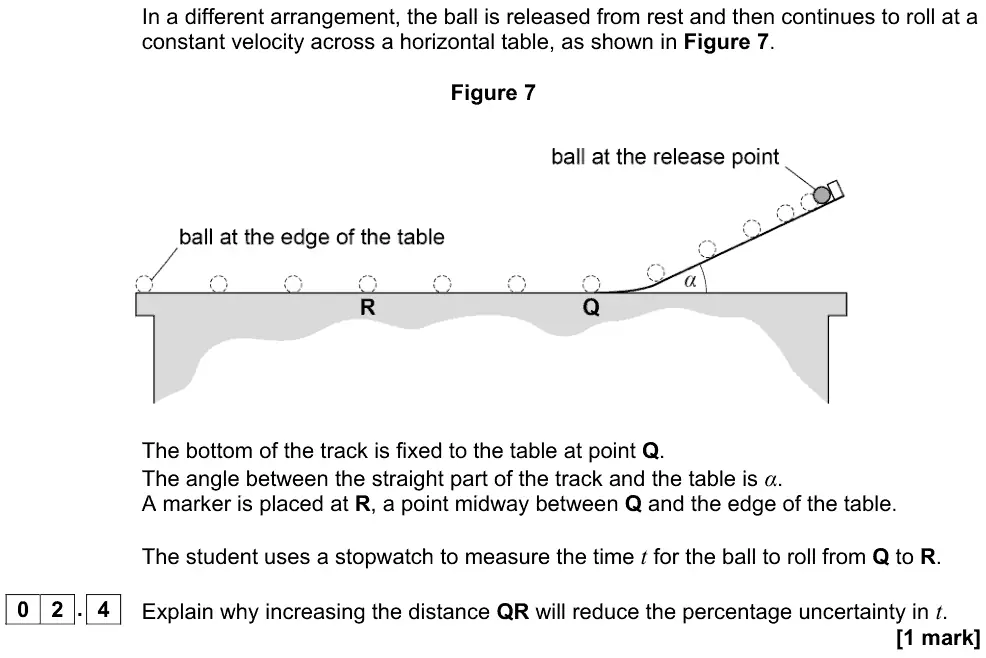 In a different arrangement, the ball is released from rest and then continues to roll at a
constant velocity across a horizontal table, as shown in Figure 7.
Figure 7
ball at the release point
ball at the edge of the table
α
R
Q
The bottom of the track is fixed to the table at point Q.
The angle between the straight part of the track and the table is α.
A marker is placed at R, a point midway between Q and the edge of the table.
The student uses a stopwatch to measure the time t for the ball to roll from Q to R.
0 2 . 4 Explain why increasing the distance QR will reduce the percentage uncertainty in t.
[1 mark]